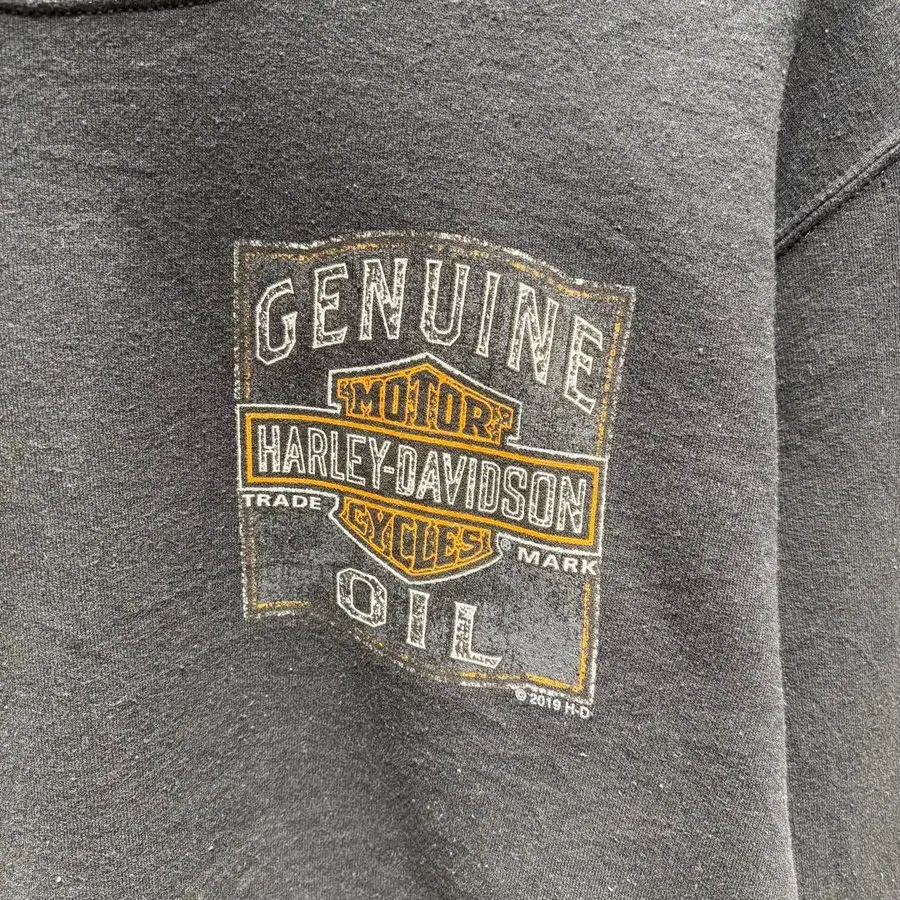 GENUINE
MOTOR
HARLEY-DAVIDSON
TRADE
CYCLES
® MARK
OIL
© 2019 H-D